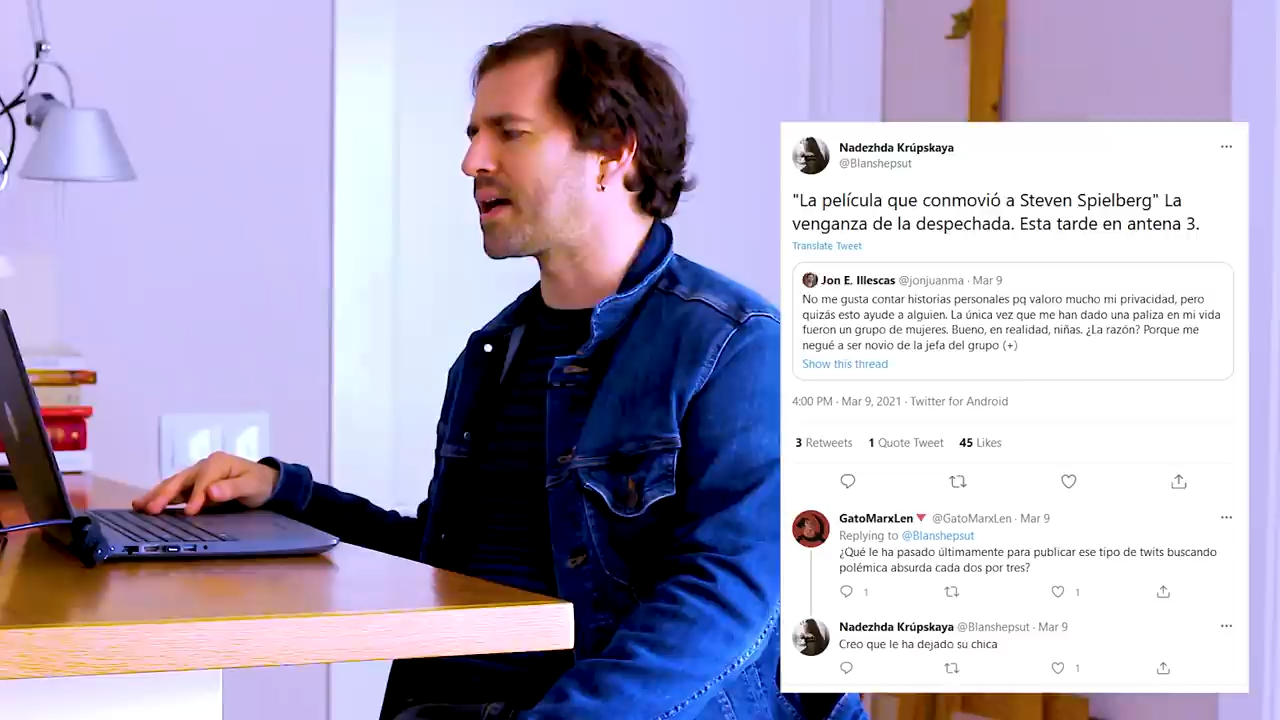 Nadezhda Krúpskaya
@Blanshepsut
"La película que conmovió a Steven Spielberg" La
venganza de la despechada. Esta tarde en antena 3.
Translate Tweet
Jon E. Illescas @jonjuanma · Mar 9
No me gusta contar historias personales pq valoro mucho mi privacidad, pero
quizás esto ayude a alguien. La única vez que me han dado una paliza en mi vida
fueron un grupo de mujeres. Bueno, en realidad, niñas. ¿La razón? Porque me
negué a ser novio de la jefa del grupo (+)
Show this thread
4:00 PM · Mar 9, 2021 · Twitter for Android
3 Retweets 1 Quote Tweet 45 Likes
GatoMarxLen🔻 @GatoMarxLen · Mar 9
Replying to @Blanshepsut
¿Qué le ha pasado últimamente para publicar ese tipo de twits buscando
polémica absurda cada dos por tres?
1 1
Nadezhda Krúpskaya @Blanshepsut · Mar 9
Creo que le ha dejado su chica
1